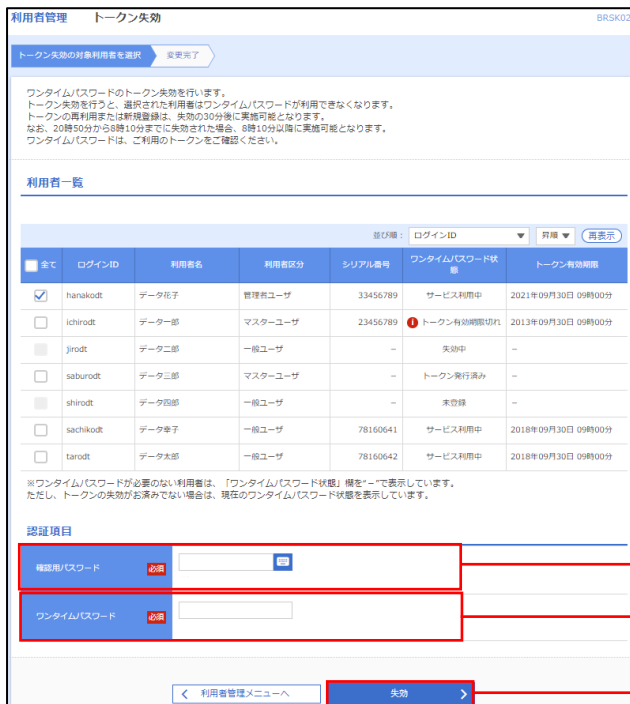 利用者管理 トークン失効 BRSK02
トークン失効の対象利用者を選択 変更完了
ワンタイムパスワードのトークン失効を行います。
トークン失効を行うと、選択された利用者はワンタイムパスワードが利用できなくなります。
トークンの再利用または新規登録は、失効の30分後に実施可能となります。
なお、20時50分から8時10分までに失効された場合、8時10分以降に実施可能となります。
ワンタイムパスワードは、ご利用のトークンをご確認ください。
利用者一覧
並び順： ログインID ▼ 昇順 ▼ 再表示
全て ログインID 利用者名 利用者区分 シリアル番号 ワンタイムパスワード状態 トークン有効期限
hanakodt データ花子 管理者ユーザ 33456789 サービス利用中 2021年09月30日 09時00分
ichirodt データ一郎 マスターユーザ 23456789 トークン有効期限切れ 2013年09月30日 09時00分
jirodt データ二郎 一般ユーザ － 失効中 －
saburodt データ三郎 マスターユーザ － トークン発行済み －
shirodt データ四郎 一般ユーザ － 未登録 －
sachikodt データ幸子 一般ユーザ 78160641 サービス利用中 2018年09月30日 09時00分
tarodt データ太郎 一般ユーザ 78160642 サービス利用中 2018年09月30日 09時00分
※ワンタイムパスワードが必要のない利用者は、「ワンタイムパスワード状態」欄を"－"で表示しています。
ただし、トークンの失効がお済みでない場合は、現在のワンタイムパスワード状態を表示しています。
認証項目
確認用パスワード 必須
ワンタイムパスワード 必須
利用者管理メニューへ 失効